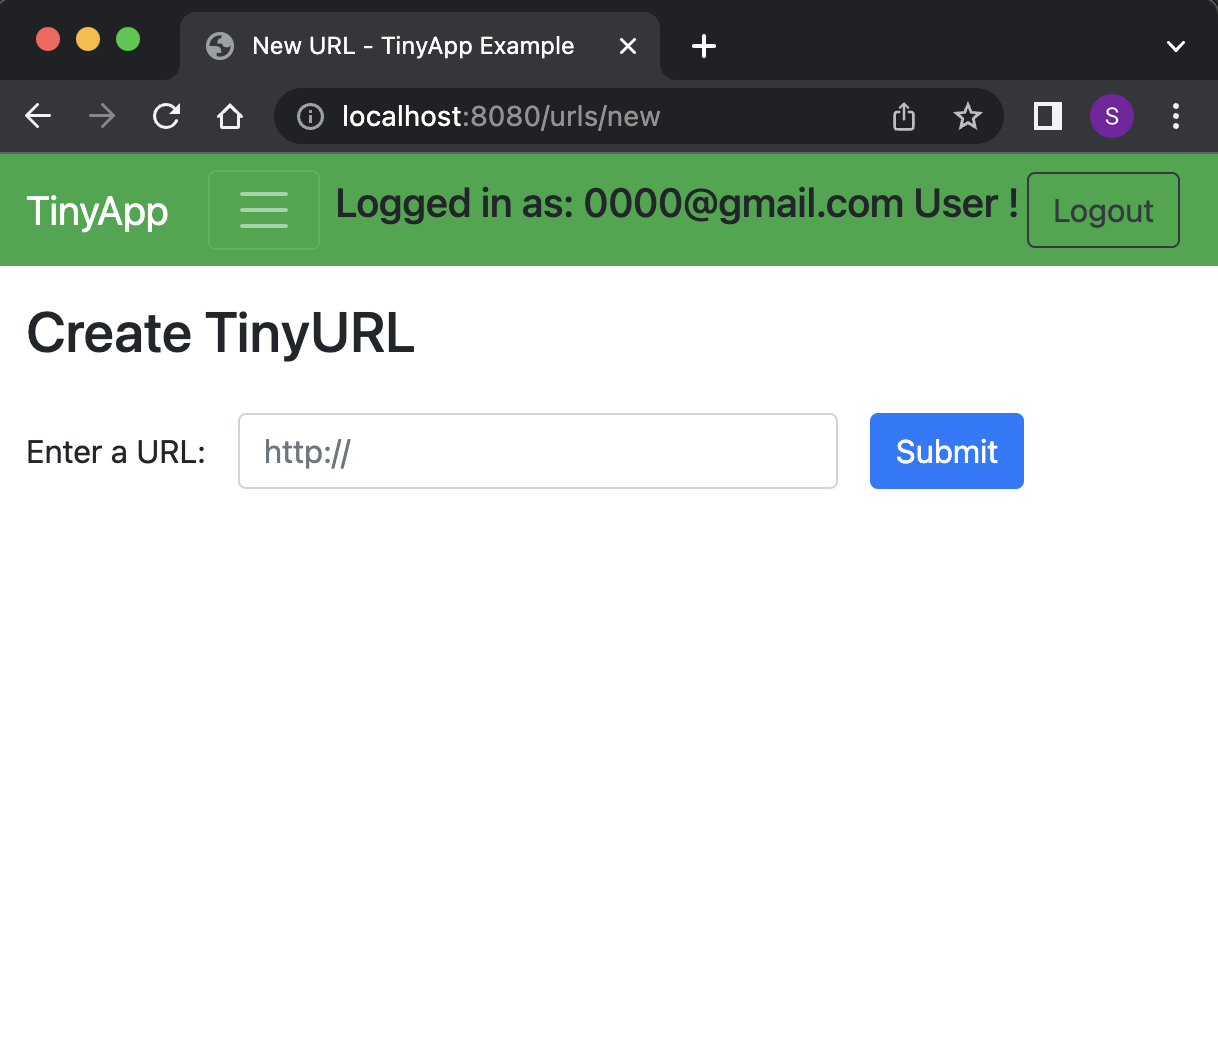 New URL - TinyApp Example
localhost:8080/urls/new
S
TinyApp
Logged in as: 0000@gmail.com User !
Logout
Create TinyURL
Enter a URL:
http://
Submit